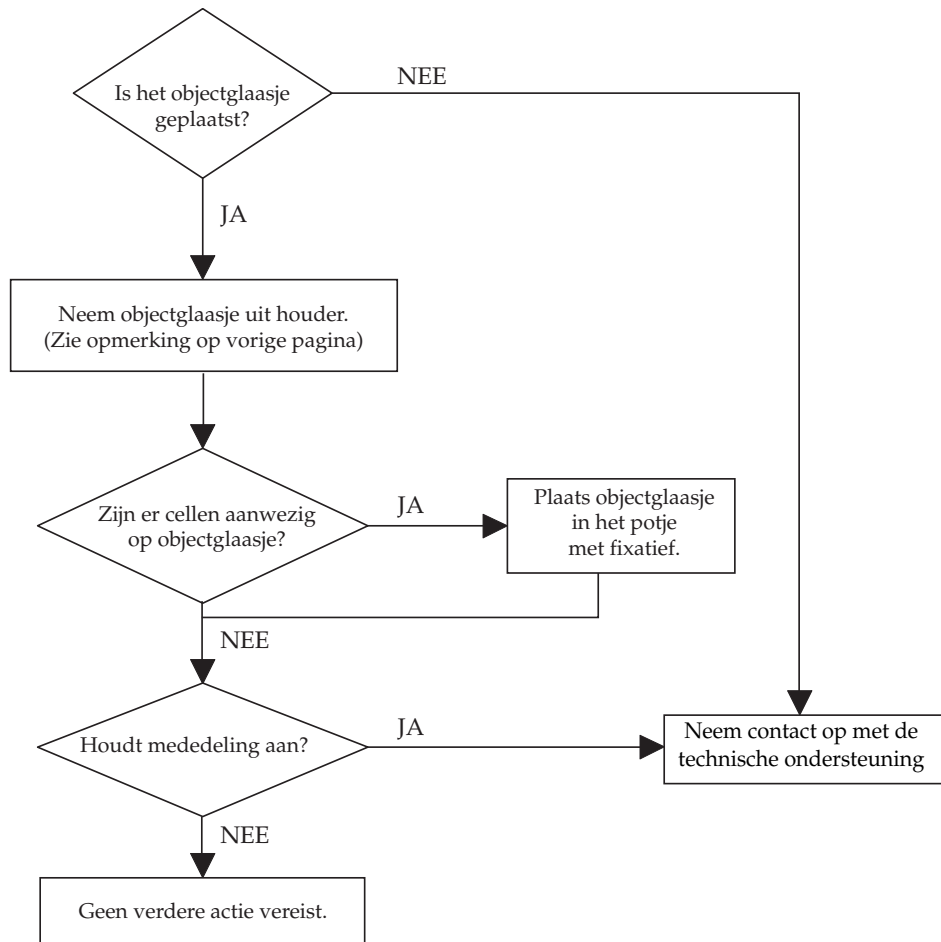 Is het objectglaasje
geplaatst?
NEE
JA
Neem objectglaasje uit houder.
(Zie opmerking op vorige pagina)
Zijn er cellen aanwezig
op objectglaasje?
JA
Plaats objectglaasje
in het potje
met fixatief.
NEE
Houdt mededeling aan?
JA
Neem contact op met de
technische ondersteuning
NEE
Geen verdere actie vereist.